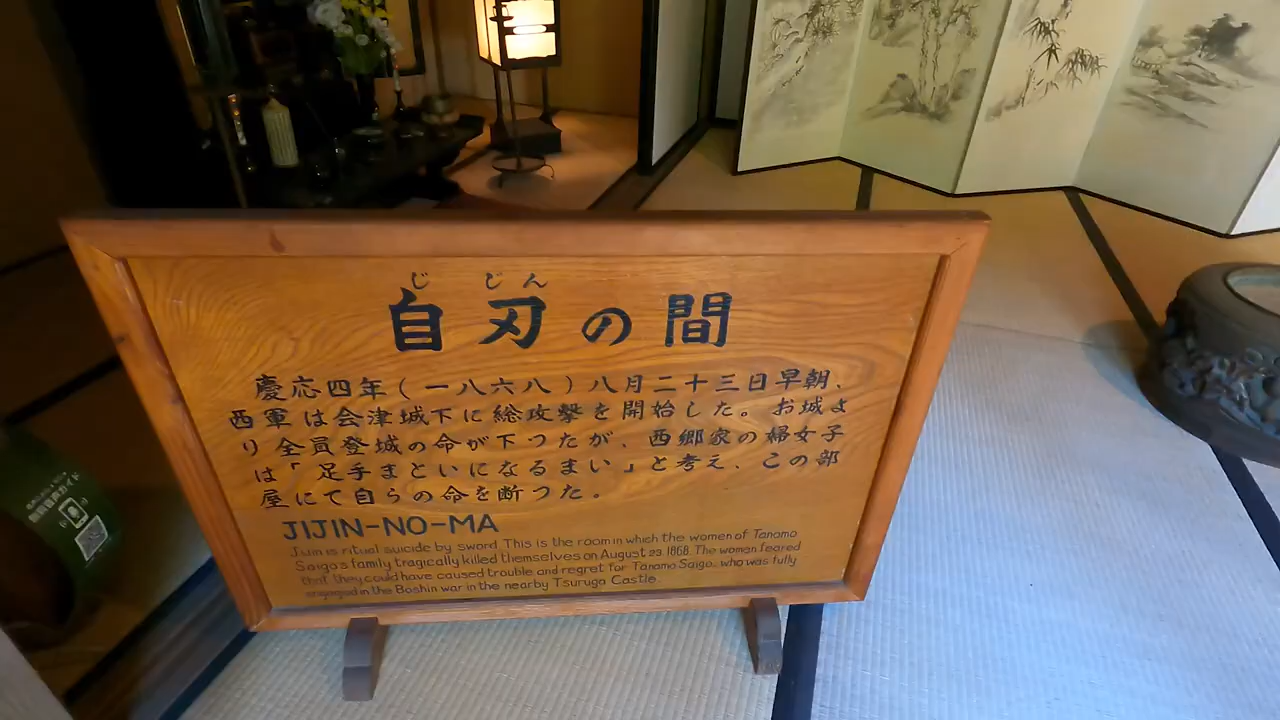 じ じん
自刃の間
慶応四年(一八六八)八月二十三日早朝、
西軍は会津城下に総攻撃を開始した。お城よ
り全員登城の命が下つたが、西郷家の婦女子
は「足手まといになるまい」と考え、この部
屋にて自らの命を断つた。
JIJIN-NO-MA
Jijin is ritual suicide by sword This is the room in which the women of Tanomo
Saigo's family tragically killed themselves on August 23 1868. The woman feared
that they could have caused trouble and regret for Tanomo Saigo, who was fully
engaged in the Boshin war in the nearby Tsuruga Castle.